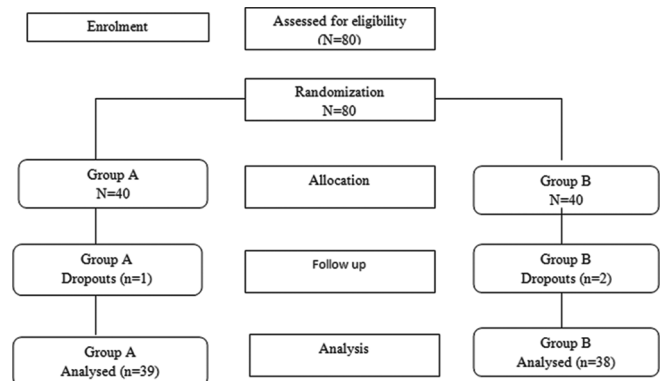 Enrolment
Assessed for eligibility
(N=80)
Randomization
N=80
Group A
N=40
Allocation
Group B
N=40
Group A
Dropouts (n=1)
Follow up
Group B
Dropouts (n=2)
Group A
Analysed (n=39)
Analysis
Group B
Analysed (n=38)